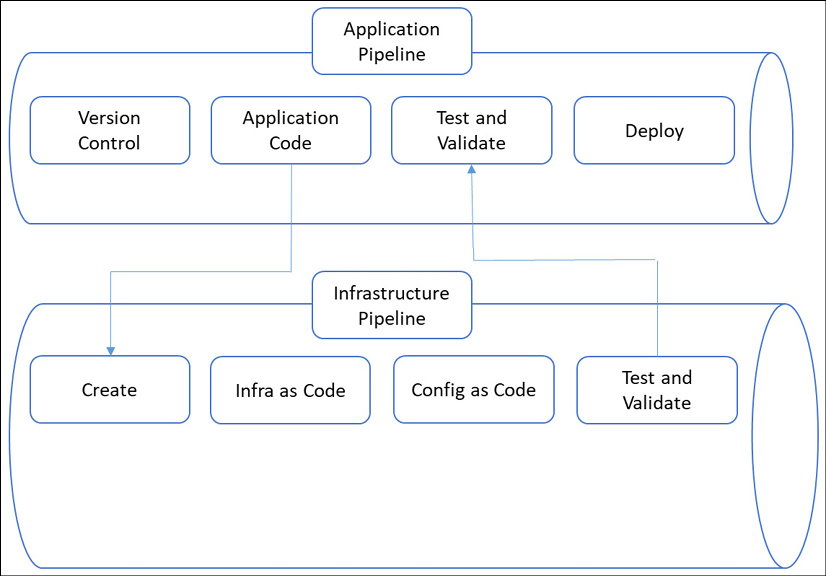 Application
Pipeline
Version
Control
Application
Code
Test and
Validate
Deploy
Infrastructure
Pipeline
Create
Infra as Code
Config as Code
Test and
Validate